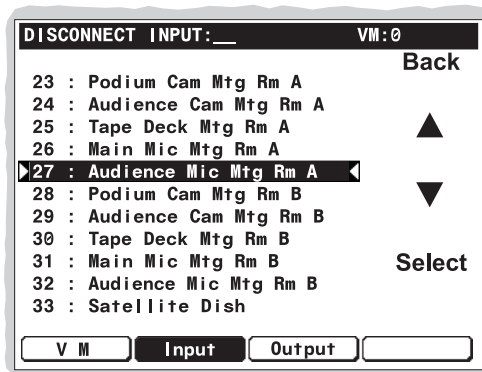 DISCONNECT INPUT:__ VM:0
Back
23 : Podium Cam Mtg Rm A
24 : Audience Cam Mtg Rm A
25 : Tape Deck Mtg Rm A
26 : Main Mic Mtg Rm A
27 : Audience Mic Mtg Rm A
28 : Podium Cam Mtg Rm B
29 : Audience Cam Mtg Rm B
30 : Tape Deck Mtg Rm B
31 : Main Mic Mtg Rm B
Select
32 : Audience Mic Mtg Rm B
33 : Satellite Dish
V M Input Output